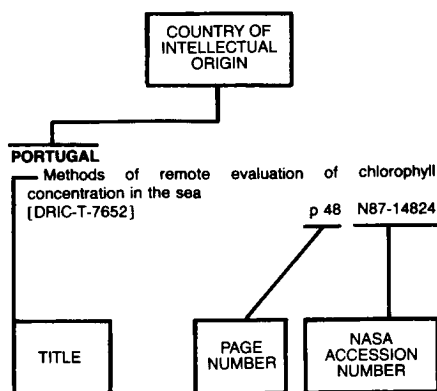 COUNTRY OF
INTELLECTUAL
ORIGIN
PORTUGAL
Methods of remote evaluation of chlorophyll
concentration in the sea
[DRIC-T-7652]
p 48 N87-14824
TITLE
PAGE
NUMBER
NASA
ACCESSION
NUMBER